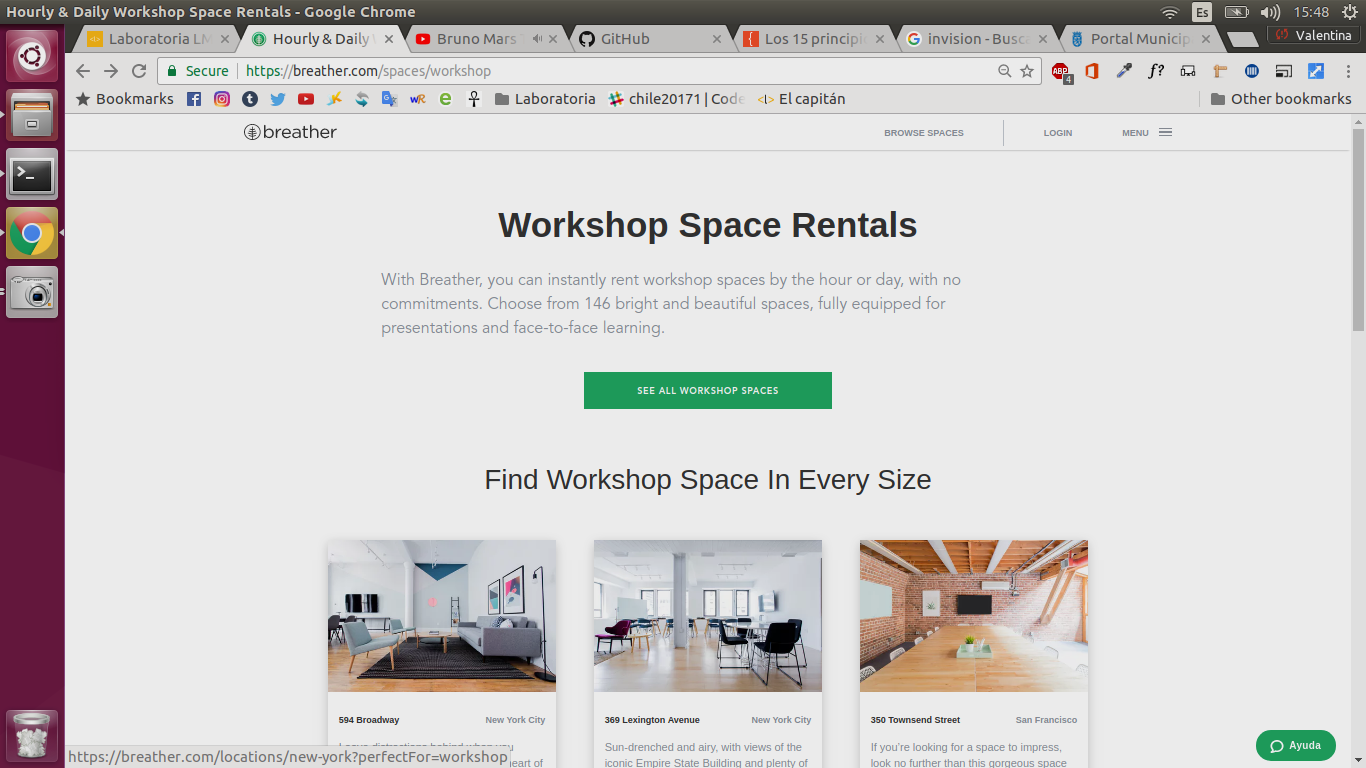 Hourly & Daily Workshop Space Rentals - Google Chrome
Es
15:48
Laboratoria LM
Hourly & Daily
Bruno Mars
GitHub
Los 15 principi
invision - Busc
Portal Municip
Valentina
Secure
https://breather.com/spaces/workshop
4
f?
Bookmarks
Laboratoria
chile20171 | Code
El capitán
Other bookmarks
breather
BROWSE SPACES
LOGIN
MENU
Workshop Space Rentals
With Breather, you can instantly rent workshop spaces by the hour or day, with no
commitments. Choose from 146 bright and beautiful spaces, fully equipped for
presentations and face-to-face learning.
SEE ALL WORKSHOP SPACES
Find Workshop Space In Every Size
594 Broadway
New York City
369 Lexington Avenue
New York City
350 Townsend Street
San Francisco
Sun-drenched and airy, with views of the
iconic Empire State Building and plenty of
If you're looking for a space to impress,
look no further than this gorgeous space
eart of
Ayuda
https://breather.com/locations/new-york?perfectFor=workshop